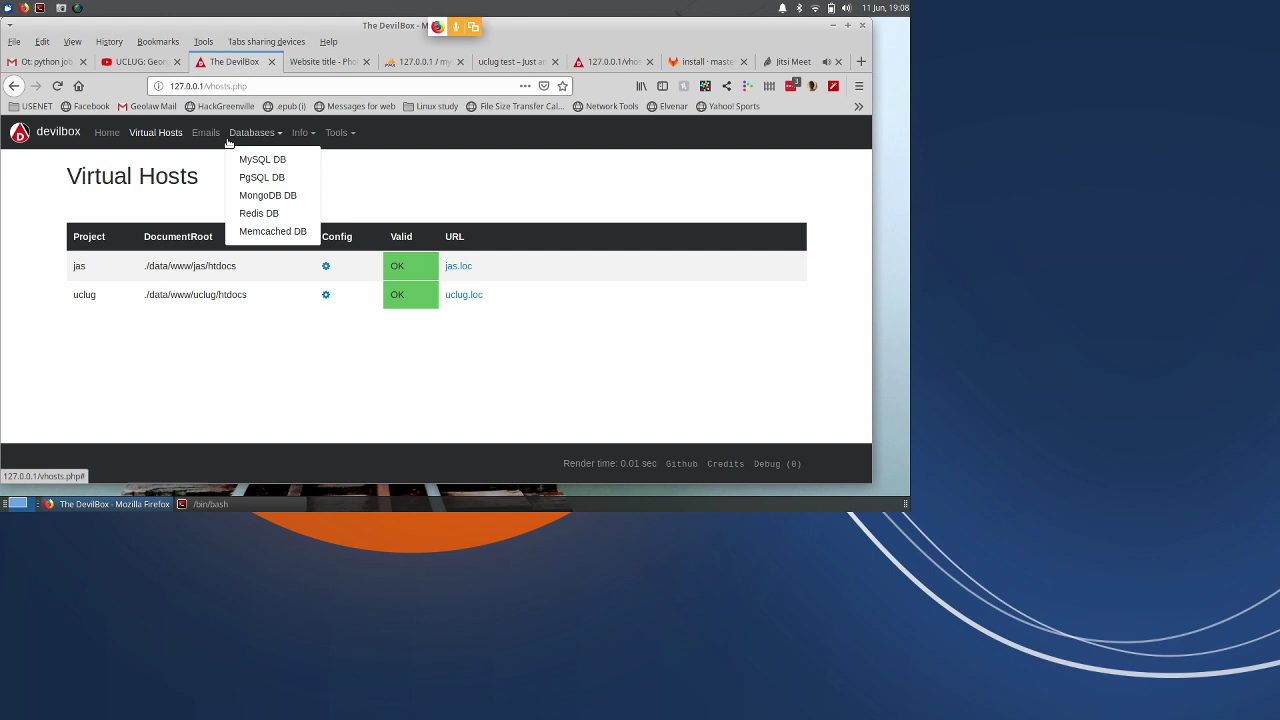 11 Jun, 19:08
The DevilBox - M
File Edit View History Bookmarks Tools Tabs sharing devices Help
Ot: python job
UCLUG: Geor
The DevilBox
Website title - Pho
127.0.0.1 / my
uclug test – Just an
127.0.0.1/vhos
install · master
Jitsi Meet
127.0.0.1/vhosts.php
3
USENET Facebook Geolaw Mail HackGreenville .epub (i) Messages for web Linux study File Size Transfer Cal... Network Tools Elvenar Yahoo! Sports
devilbox Home Virtual Hosts Emails Databases Info Tools
MySQL DB
PgSQL DB
MongoDB DB
Redis DB
Memcached DB
Virtual Hosts
Project DocumentRoot Config Valid URL
jas ./data/www/jas/htdocs OK jas.loc
uclug ./data/www/uclug/htdocs OK uclug.loc
Render time: 0.01 sec Github Credits Debug (0)
127.0.0.1/vhosts.php#
The DevilBox - Mozilla Firefox /bin/bash